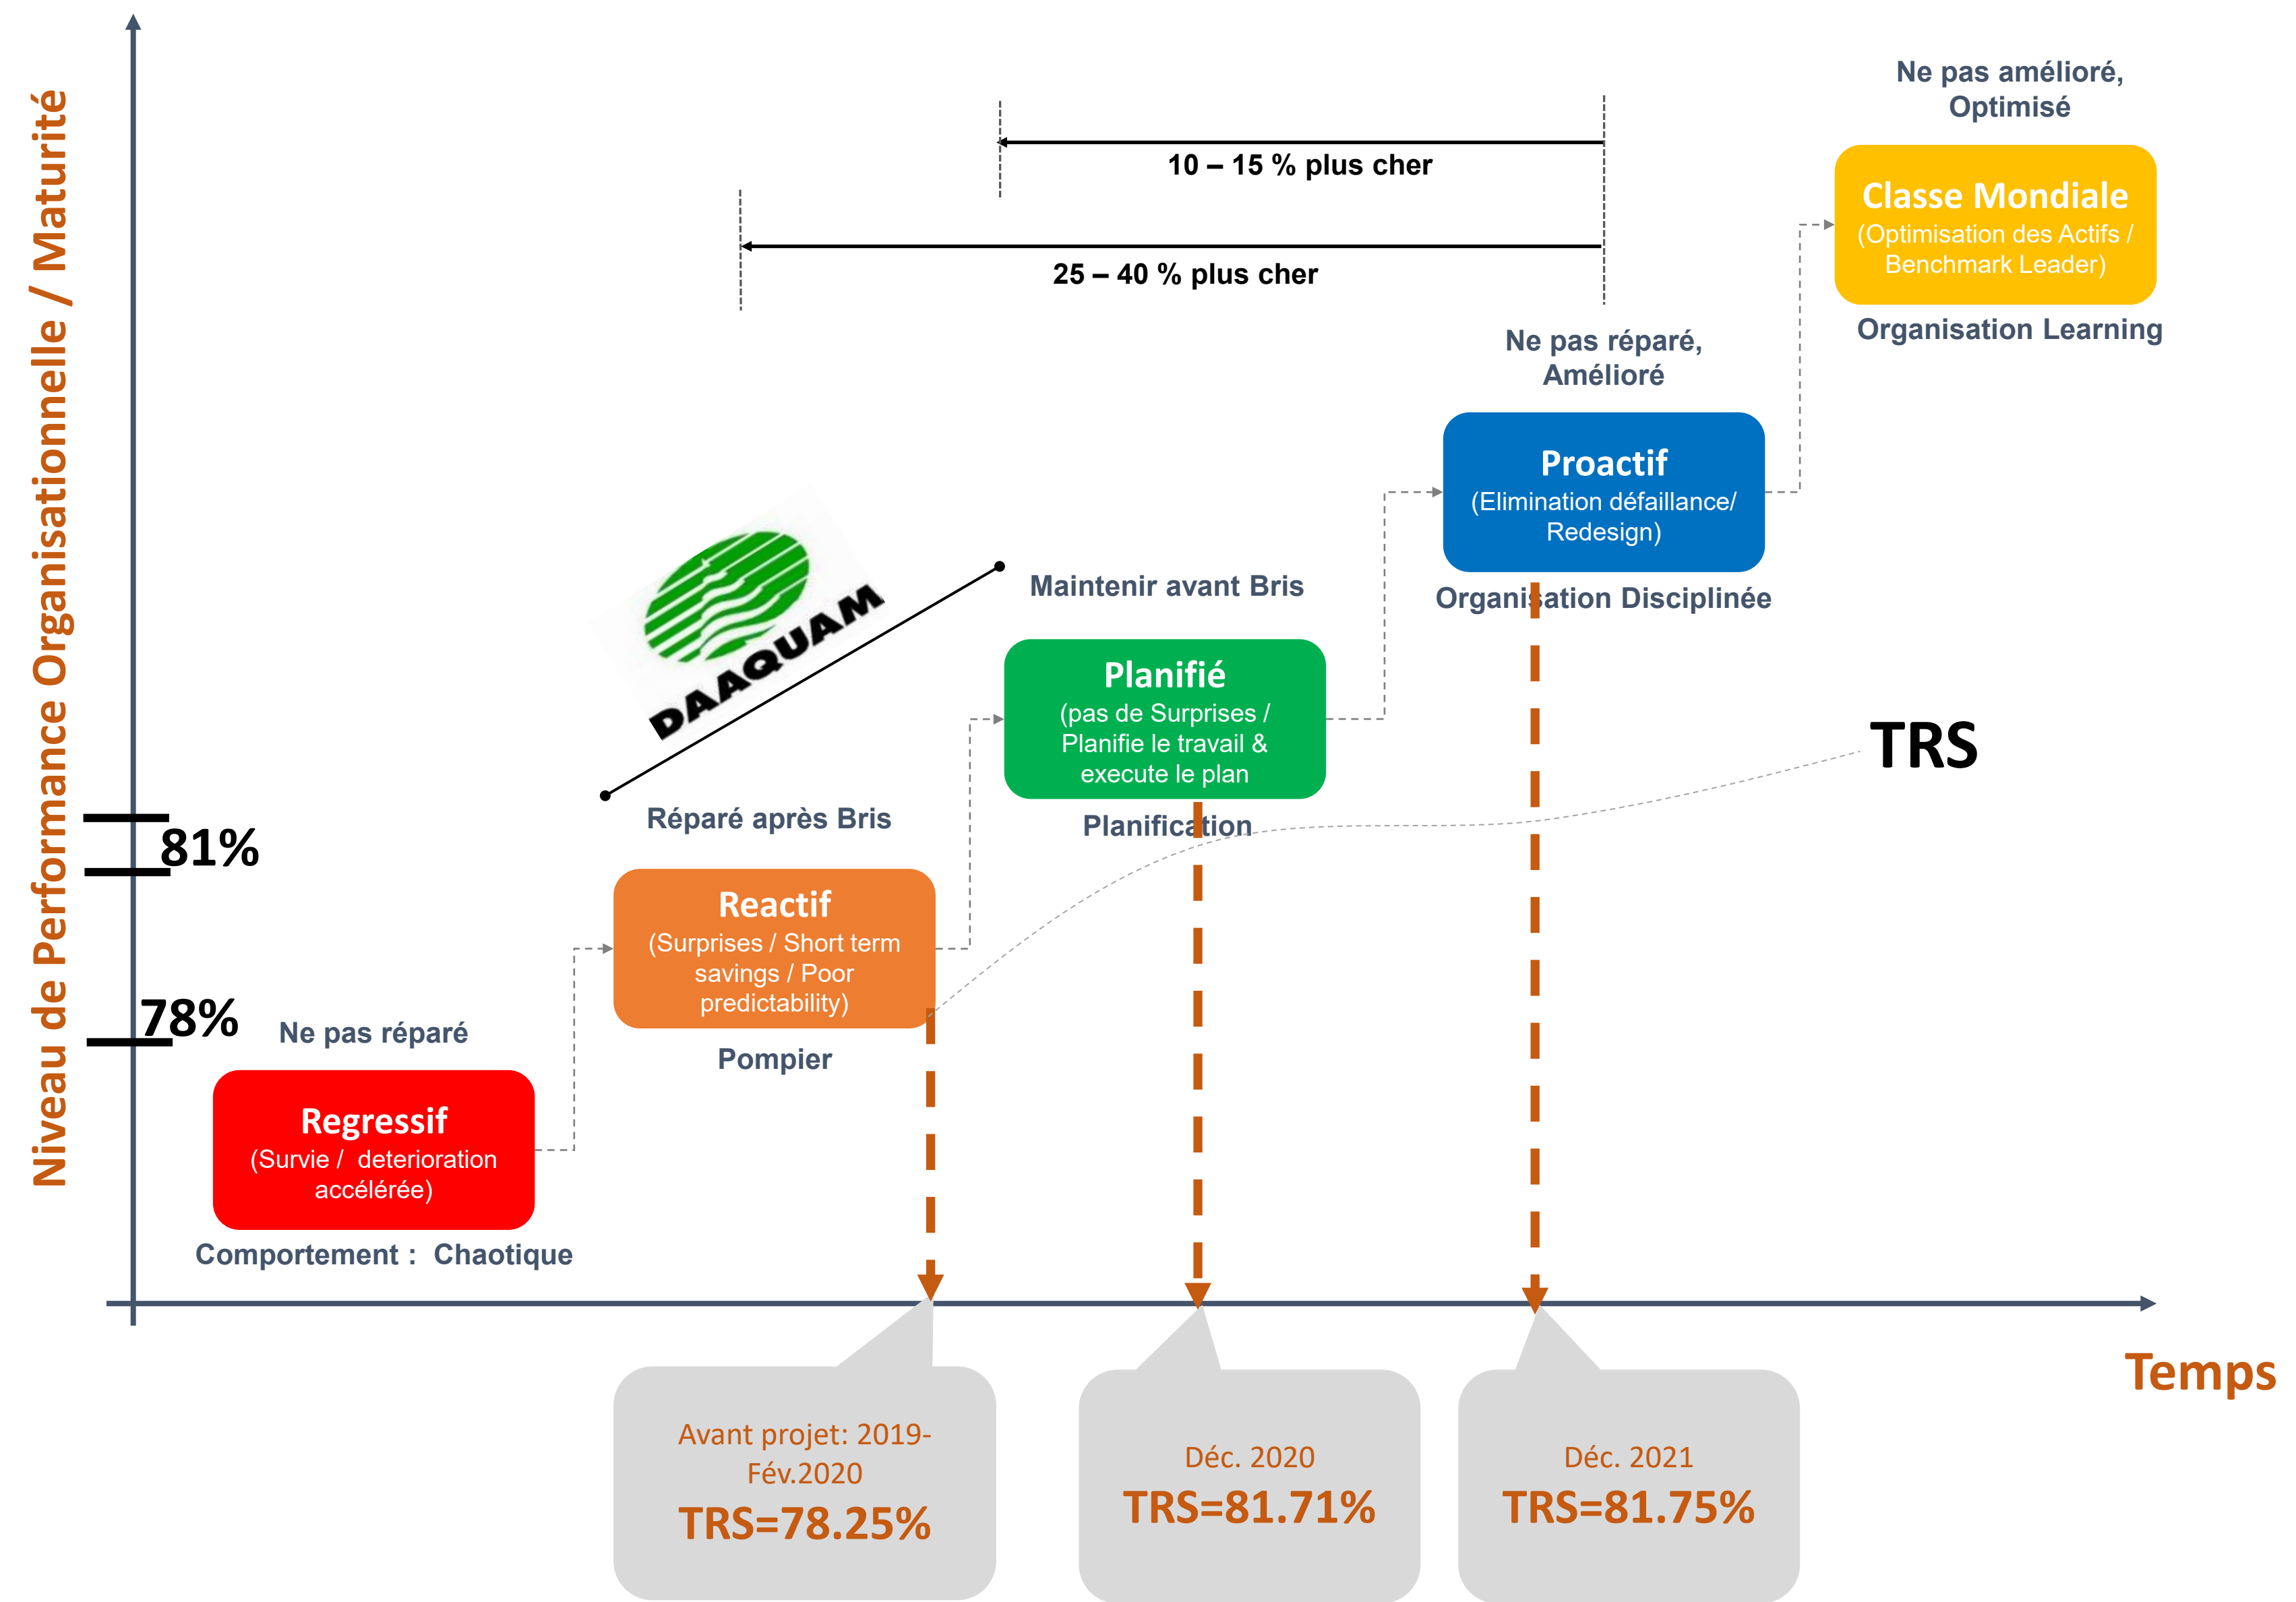 Niveau de Performance Organisationnelle / Maturité
Ne pas amélioré,
Optimisé
10 – 15 % plus cher
Classe Mondiale
(Optimisation des Actifs /
Benchmark Leader)
25 – 40 % plus cher
Organisation Learning
Ne pas réparé,
Amélioré
Proactif
(Elimination défaillance/
Redesign)
Organisation Disciplinée
DAAQUAM
Maintenir avant Bris
Planifié
(pas de Surprises /
Planifie le travail &
execute le plan
Planification
TRS
Réparé après Bris
81%
Reactif
(Surprises / Short term
savings / Poor
predictability)
Pompier
78%
Ne pas réparé
Regressif
(Survie /  deterioration
accélérée)
Comportement :  Chaotique
Temps
Avant projet: 2019-
Fév.2020
TRS=78.25%
Déc. 2020
TRS=81.71%
Déc. 2021
TRS=81.75%